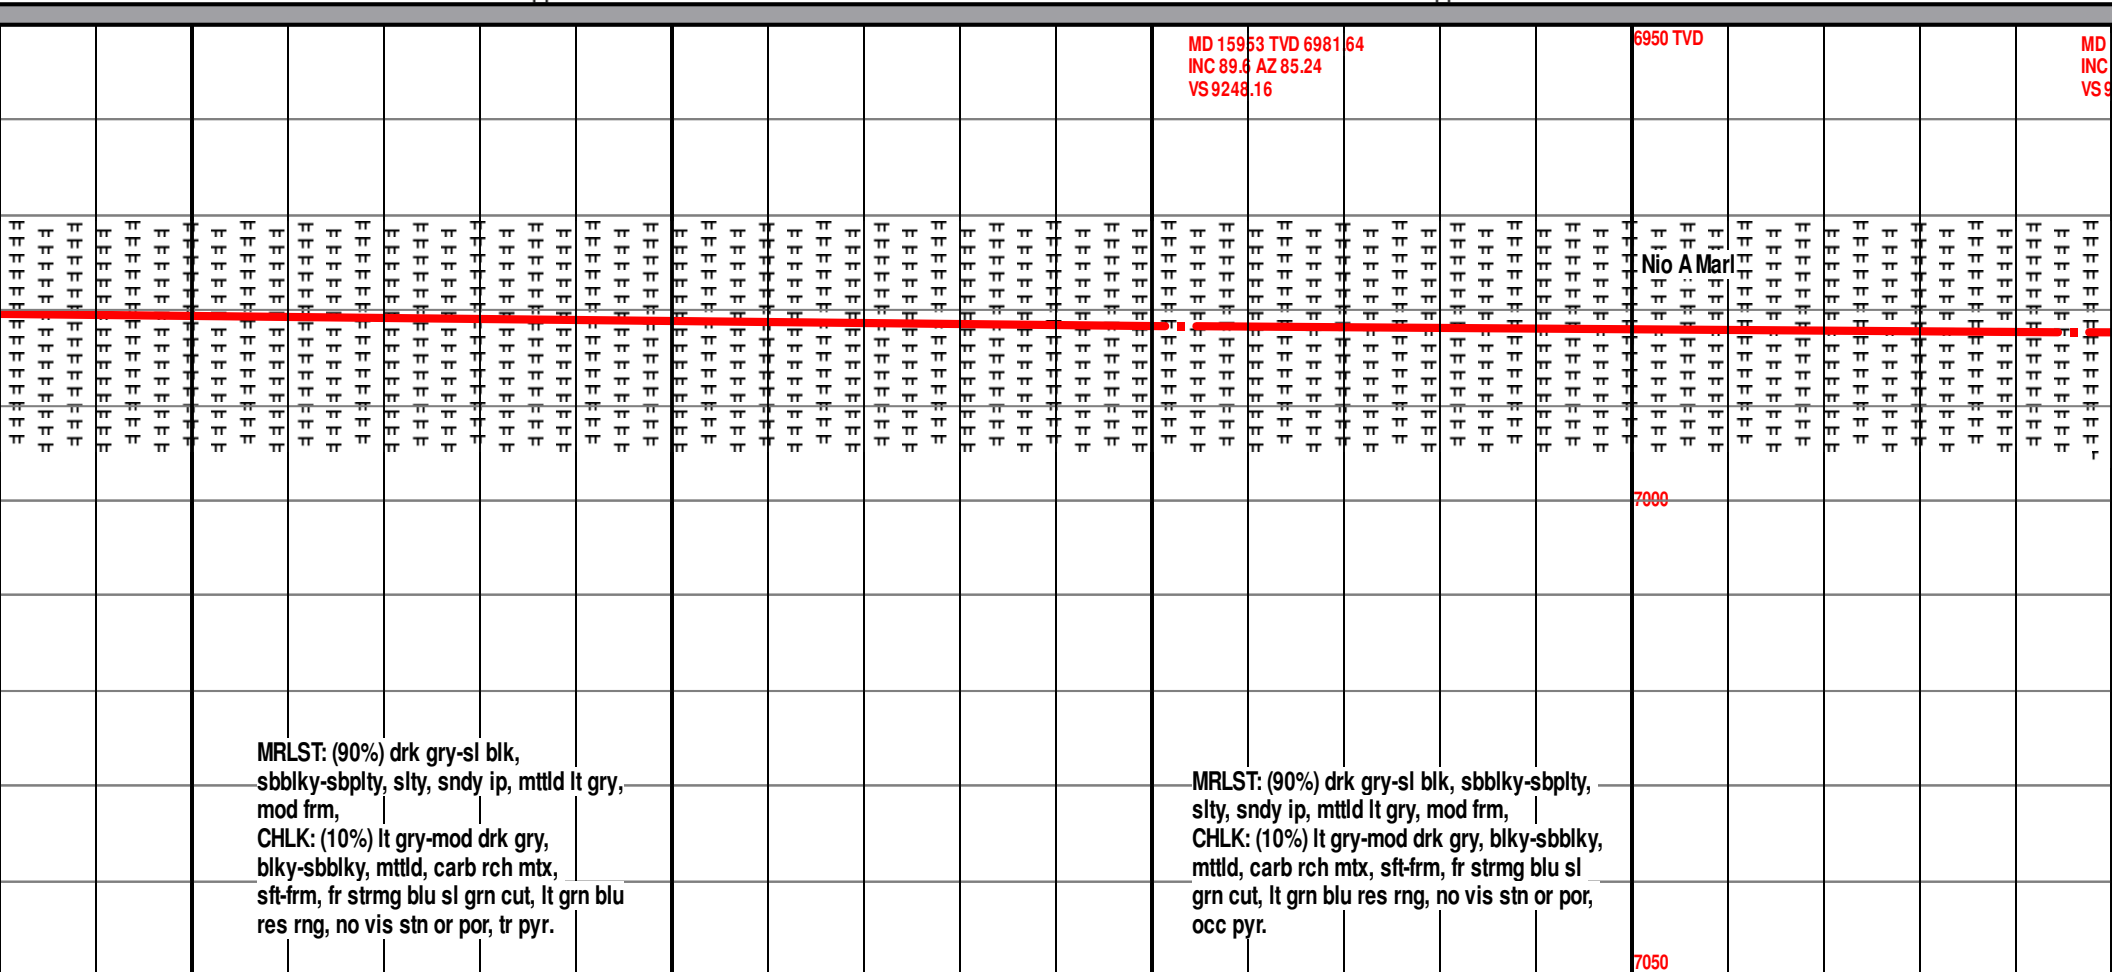 MD 15953 TVD 6981.64
INC 89.6 AZ 85.24
VS 9248.16
6950 TVD
MD
INC
VS 9
Nio A Marl
7000
MRLST: (90%) drk gry-sl blk,
sbblky-sbplty, slty, sndy ip, mttld lt gry,
mod frm,
CHLK: (10%) lt gry-mod drk gry,
blky-sbblky, mttld, carb rch mtx,
sft-frm, fr strmg blu sl grn cut, lt grn blu
res rng, no vis stn or por, tr pyr.
MRLST: (90%) drk gry-sl blk, sbblky-sbplty,
slty, sndy ip, mttld lt gry, mod frm,
CHLK: (10%) lt gry-mod drk gry, blky-sbblky,
mttld, carb rch mtx, sft-frm, fr strmg blu sl
grn cut, lt grn blu res rng, no vis stn or por,
occ pyr.
7050